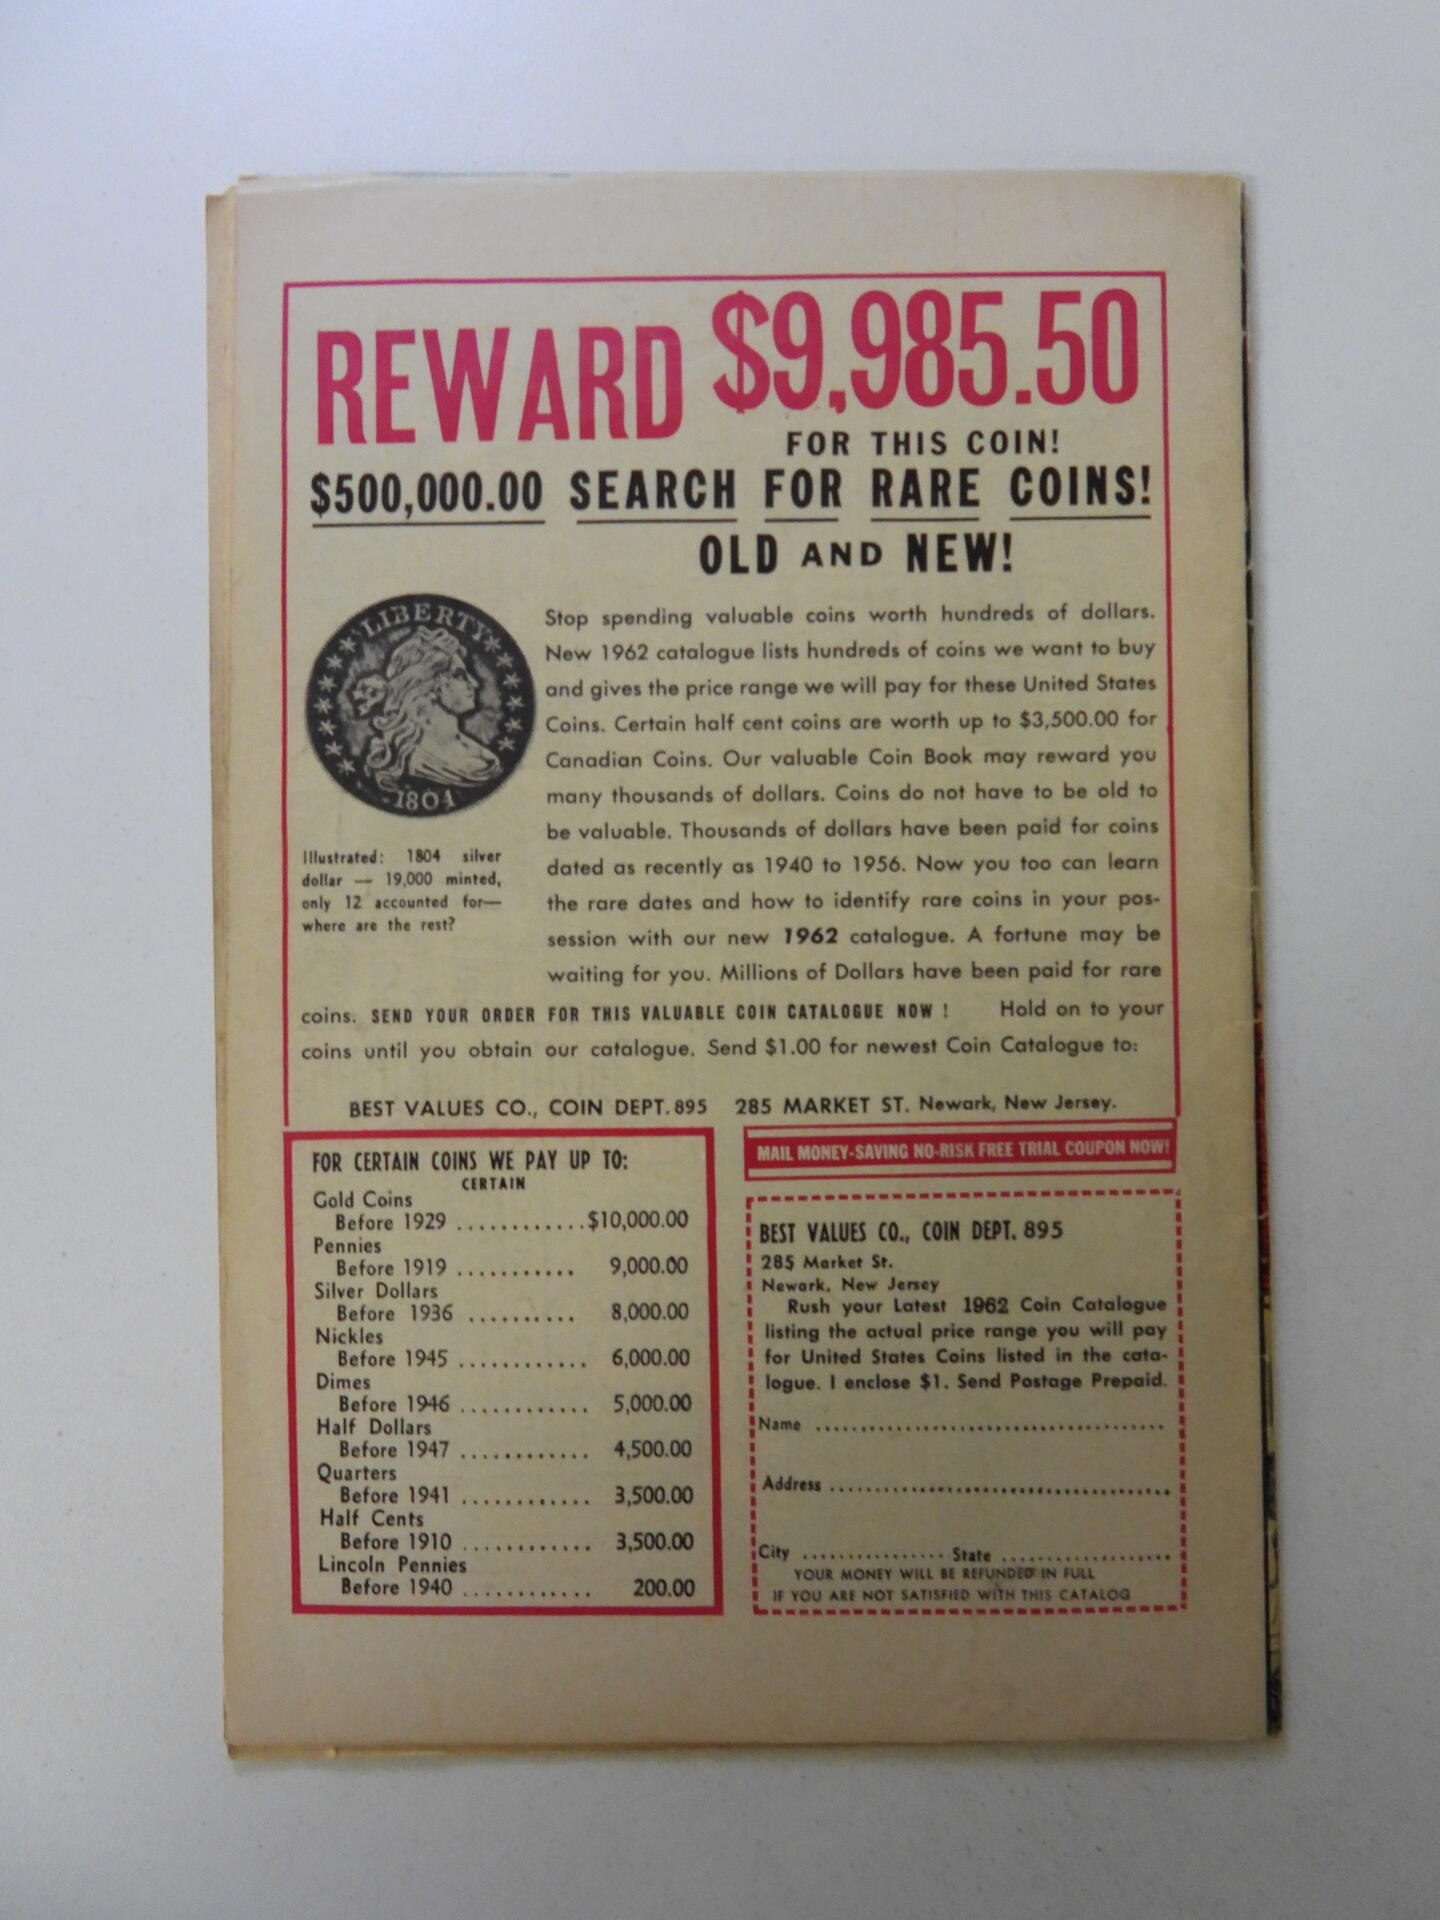 REWARD $9,985.50
FOR THIS COIN!
$500,000.00 SEARCH FOR RARE COINS!
OLD AND NEW!
LIBERTY
1804
Illustrated: 1804 silver
dollar — 19,000 minted,
only 12 accounted for—
where are the rest?
Stop spending valuable coins worth hundreds of dollars.
New 1962 catalogue lists hundreds of coins we want to buy
and gives the price range we will pay for these United States
Coins. Certain half cent coins are worth up to $3,500.00 for
Canadian Coins. Our valuable Coin Book may reward you
many thousands of dollars. Coins do not have to be old to
be valuable. Thousands of dollars have been paid for coins
dated as recently as 1940 to 1956. Now you too can learn
the rare dates and how to identify rare coins in your pos-
session with our new 1962 catalogue. A fortune may be
waiting for you. Millions of Dollars have been paid for rare
coins. SEND YOUR ORDER FOR THIS VALUABLE COIN CATALOGUE NOW ! Hold on to your
coins until you obtain our catalogue. Send $1.00 for newest Coin Catalogue to:
BEST VALUES CO., COIN DEPT. 895 285 MARKET ST. Newark, New Jersey.
FOR CERTAIN COINS WE PAY UP TO:
CERTAIN
Gold Coins
Before 1929 ............$10,000.00
Pennies
Before 1919 ........... 9,000.00
Silver Dollars
Before 1936 .......... 8,000.00
Nickles
Before 1945 ............ 6,000.00
Dimes
Before 1946 ............ 5,000.00
Half Dollars
Before 1947 ............ 4,500.00
Quarters
Before 1941 ............ 3,500.00
Half Cents
Before 1910 ............ 3,500.00
Lincoln Pennies
Before 1940 ............ 200.00
MAIL MONEY-SAVING NO-RISK FREE TRIAL COUPON NOW!
BEST VALUES CO., COIN DEPT. 895
285 Market St.
Newark, New Jersey
Rush your Latest 1962 Coin Catalogue
listing the actual price range you will pay
for United States Coins listed in the cata-
logue. I enclose $1. Send Postage Prepaid.
Name ........................................
Address .......................................
City ................ State ...................
YOUR MONEY WILL BE REFUNDED IN FULL
IF YOU ARE NOT SATISFIED WITH THIS CATALOG